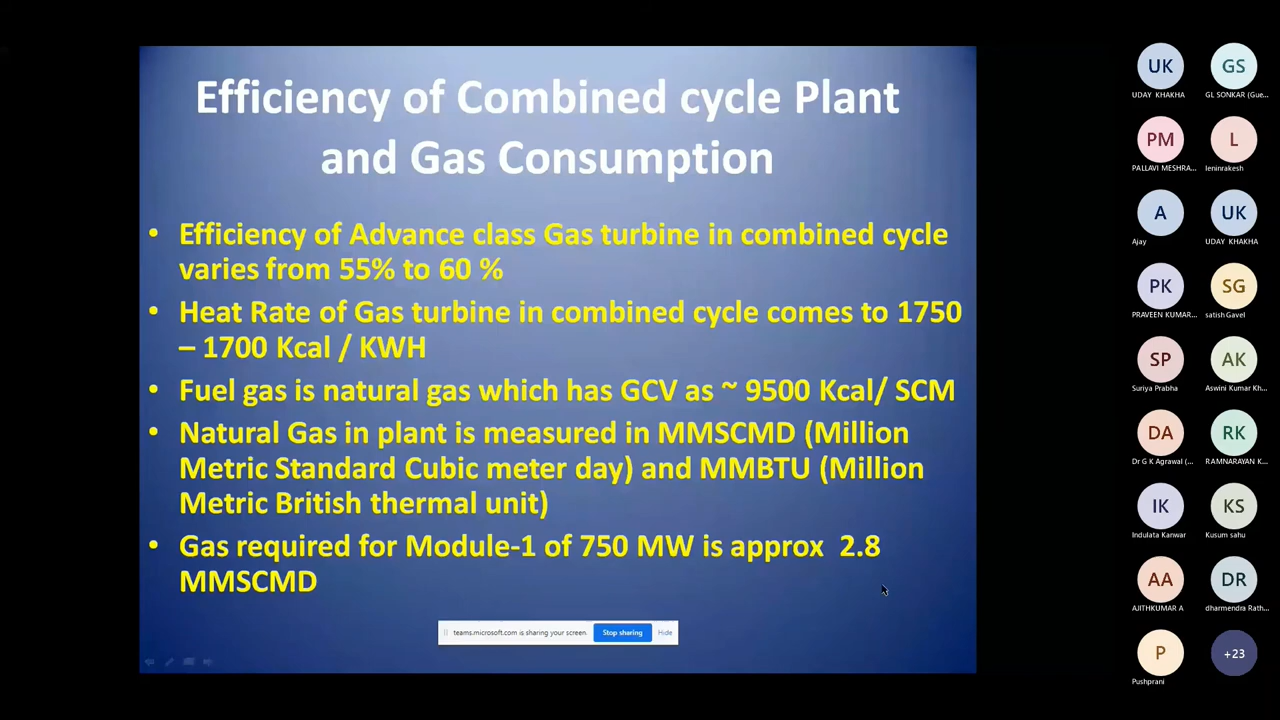 Efficiency of Combined cycle Plant
and Gas Consumption
• Efficiency of Advance class Gas turbine in combined cycle
varies from 55% to 60 %
• Heat Rate of Gas turbine in combined cycle comes to 1750
– 1700 Kcal / KWH
• Fuel gas is natural gas which has GCV as ~ 9500 Kcal/ SCM
• Natural Gas in plant is measured in MMSCMD (Million
Metric Standard Cubic meter day) and MMBTU (Million
Metric British thermal unit)
• Gas required for Module-1 of 750 MW is approx 2.8
MMSCMD
teams.microsoft.com is sharing your screen. Stop sharing Hide
UK GS
UDAY KHAKHA GL SONKAR (Gue...
PM L
PALLAVI MESHRA... leninrakesh
A UK
Ajay UDAY KHAKHA
PK SG
PRAVEEN KUMAR... satish Gavel
SP AK
Suriya Prabha Aswini Kumar Kh...
DA RK
Dr G K Agrawal (... RAMNARAYAN K...
IK KS
Indulata Kanwar Kusum sahu
AA DR
AJITHKUMAR A dharmendra Rath...
P +23
Pushprani